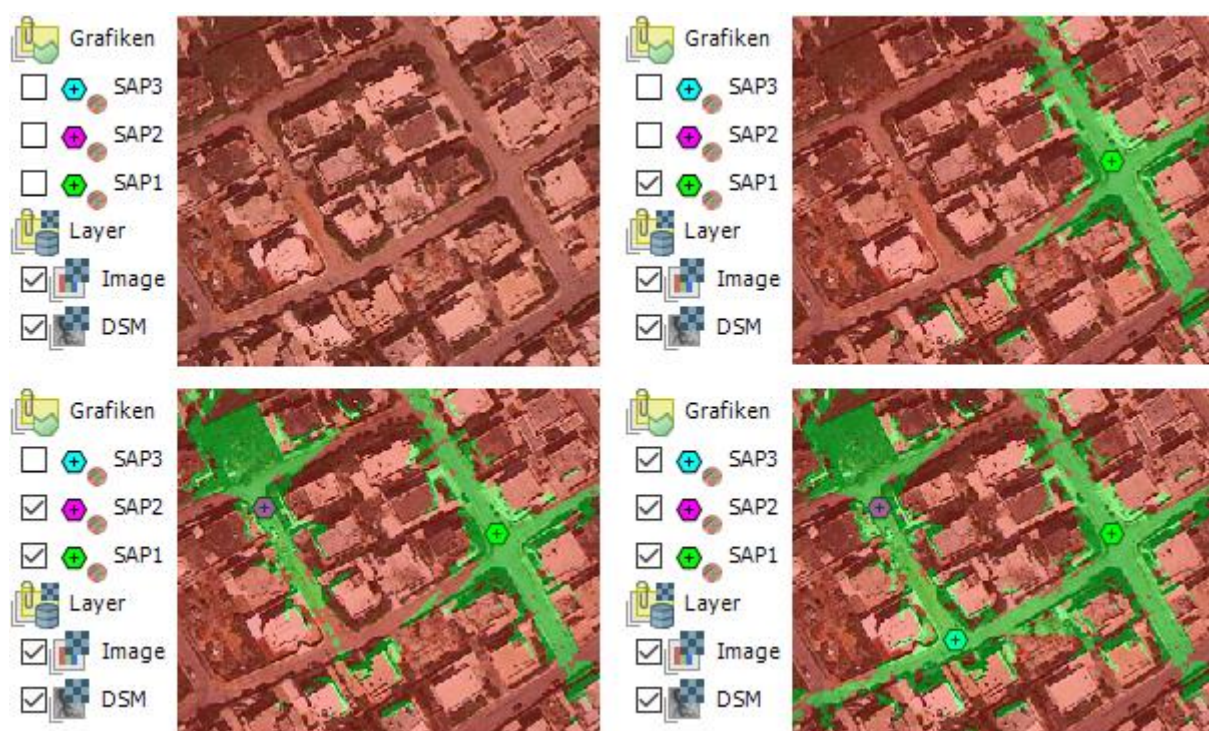 Grafiken
SAP3
SAP2
SAP1
Layer
Image
DSM
Grafiken
SAP3
SAP2
SAP1
Layer
Image
DSM
Grafiken
SAP3
SAP2
SAP1
Layer
Image
DSM
Grafiken
SAP3
SAP2
SAP1
Layer
Image
DSM